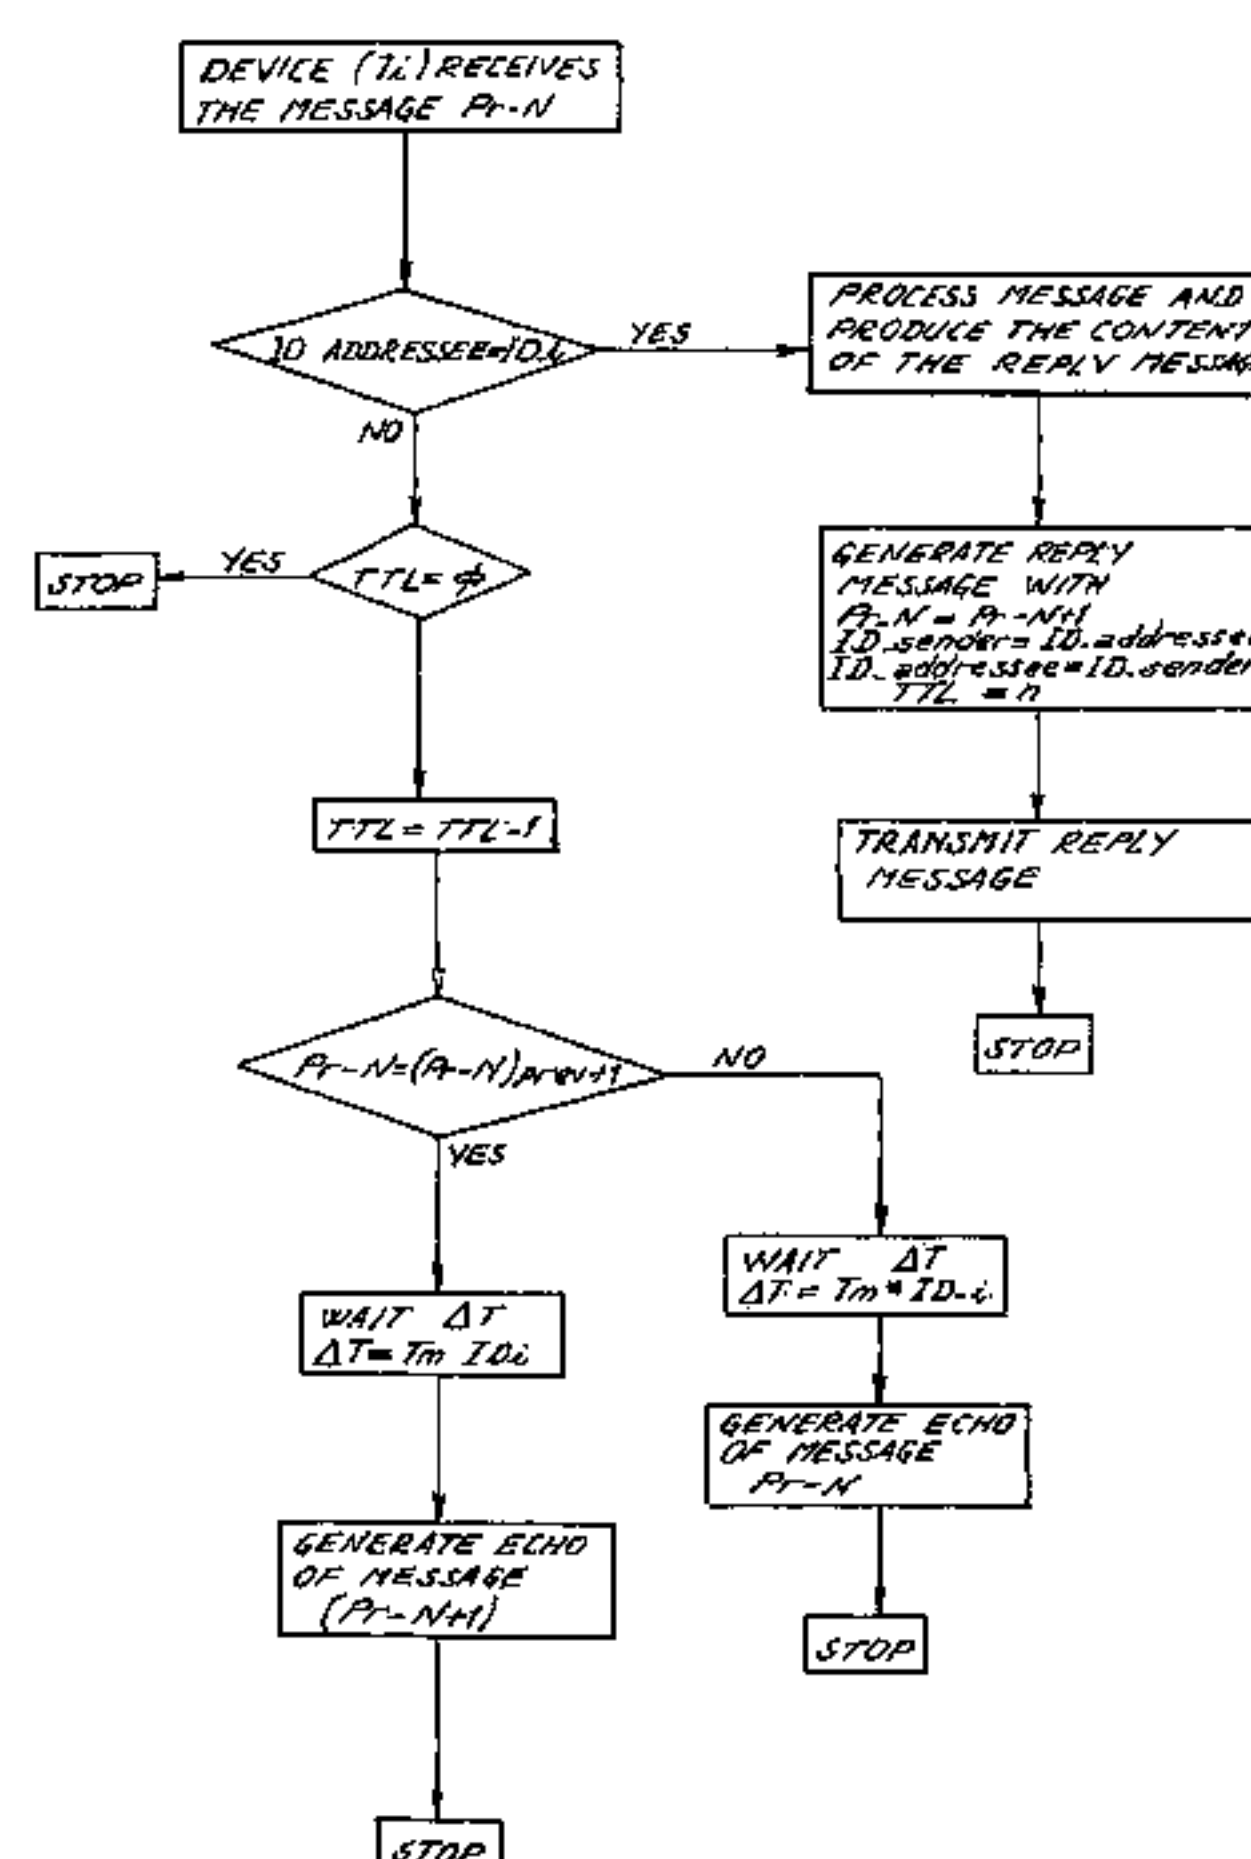 DEVICE (Ti) RECEIVES
THE MESSAGE Pr-N
ID ADDRESSEE=ID.i
YES
PROCESS MESSAGE AND
PRODUCE THE CONTENT
OF THE REPLY MESSAG
NO
YES
STOP
TTL= ϕ
GENERATE REPLY
MESSAGE WITH
Pr-N = Pr-N+1
ID-sender= ID.addressee
ID-addressee=ID.sender
TTL = n
TTL = TTL-1
TRANSMIT REPLY
MESSAGE
STOP
Pr-N=(Pr-N)prev+1
NO
YES
WAIT ΔT
ΔT = Tm * ID-i
WAIT ΔT
ΔT= Tm IDi
GENERATE ECHO
OF MESSAGE
Pr-N
GENERATE ECHO
OF MESSAGE
(Pr-N+1)
STOP
STOP